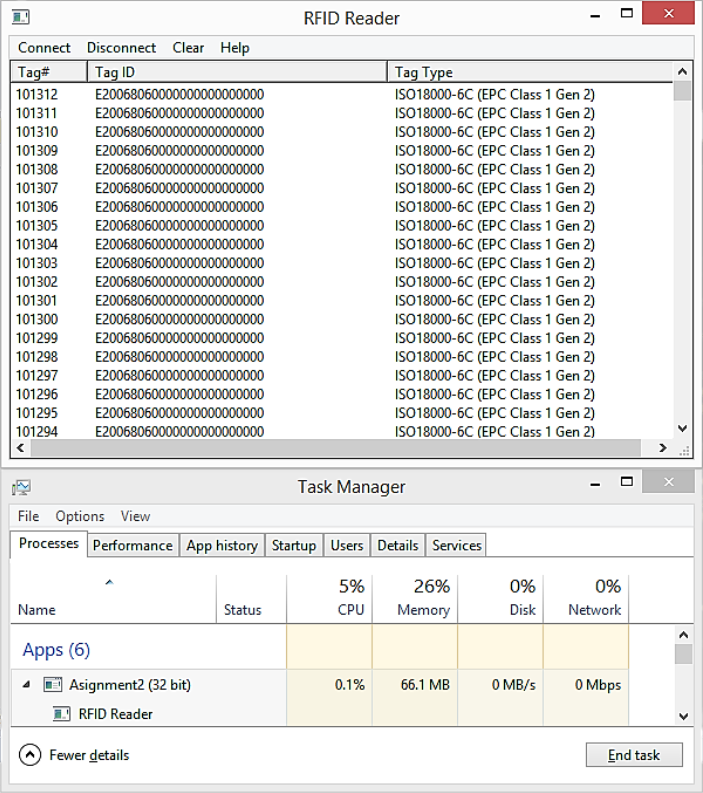 RFID Reader
Connect Disconnect Clear Help
Tag# Tag ID Tag Type
101312 E20068060000000000000000 ISO18000-6C (EPC Class 1 Gen 2)
101311 E20068060000000000000000 ISO18000-6C (EPC Class 1 Gen 2)
101310 E20068060000000000000000 ISO18000-6C (EPC Class 1 Gen 2)
101309 E20068060000000000000000 ISO18000-6C (EPC Class 1 Gen 2)
101308 E20068060000000000000000 ISO18000-6C (EPC Class 1 Gen 2)
101307 E20068060000000000000000 ISO18000-6C (EPC Class 1 Gen 2)
101306 E20068060000000000000000 ISO18000-6C (EPC Class 1 Gen 2)
101305 E20068060000000000000000 ISO18000-6C (EPC Class 1 Gen 2)
101304 E20068060000000000000000 ISO18000-6C (EPC Class 1 Gen 2)
101303 E20068060000000000000000 ISO18000-6C (EPC Class 1 Gen 2)
101302 E20068060000000000000000 ISO18000-6C (EPC Class 1 Gen 2)
101301 E20068060000000000000000 ISO18000-6C (EPC Class 1 Gen 2)
101300 E20068060000000000000000 ISO18000-6C (EPC Class 1 Gen 2)
101299 E20068060000000000000000 ISO18000-6C (EPC Class 1 Gen 2)
101298 E20068060000000000000000 ISO18000-6C (EPC Class 1 Gen 2)
101297 E20068060000000000000000 ISO18000-6C (EPC Class 1 Gen 2)
101296 E20068060000000000000000 ISO18000-6C (EPC Class 1 Gen 2)
101295 E20068060000000000000000 ISO18000-6C (EPC Class 1 Gen 2)
101294 E20068060000000000000000 ISO18000-6C (EPC Class 1 Gen 2)
Task Manager
File Options View
Processes Performance App history Startup Users Details Services
5% 26% 0% 0%
Name Status CPU Memory Disk Network
Apps (6)
Asignment2 (32 bit) 0.1% 66.1 MB 0 MB/s 0 Mbps
RFID Reader
Fewer details End task